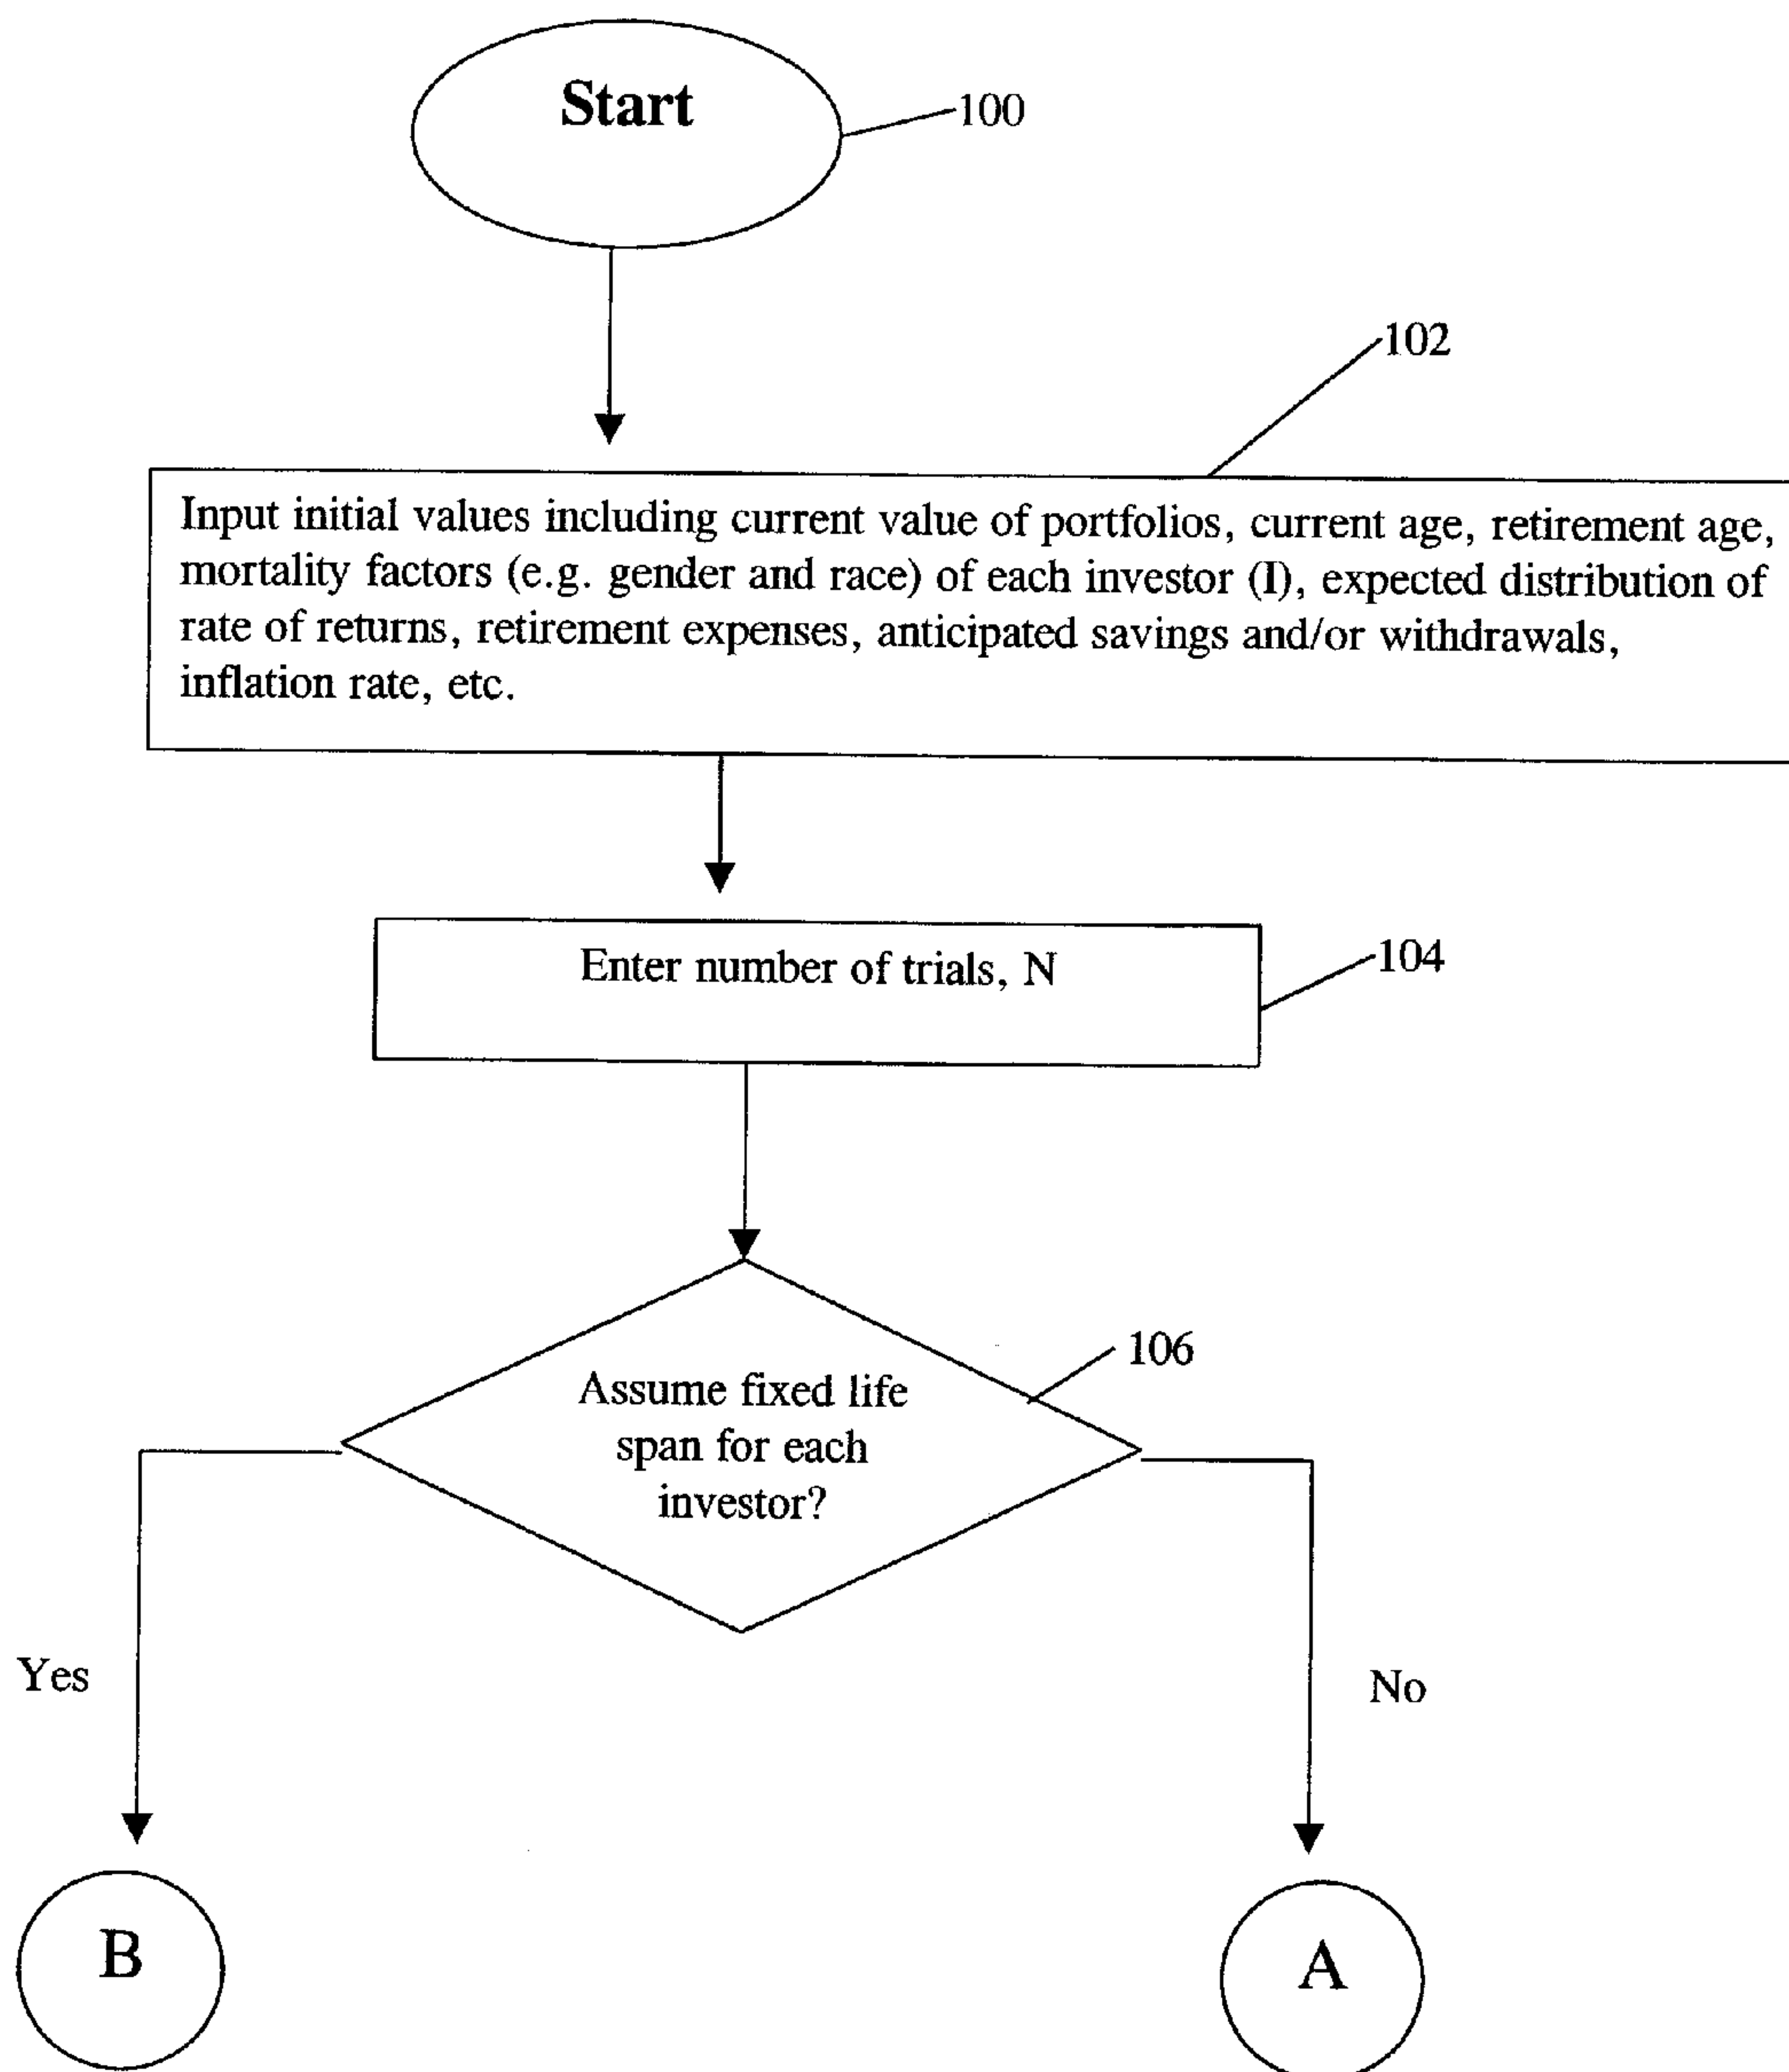 Start
100
102
Input initial values including current value of portfolios, current age, retirement age,
mortality factors (e.g. gender and race) of each investor (I), expected distribution of
rate of returns, retirement expenses, anticipated savings and/or withdrawals,
inflation rate, etc.
Enter number of trials, N
104
106
Assume fixed life
span for each
investor?
Yes
No
B
A